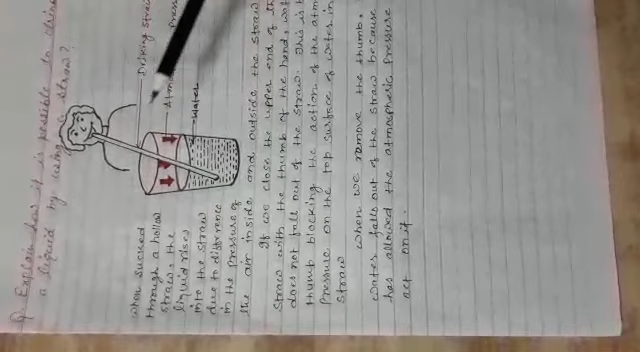 Q. Explain how it is possible to drink
a liquid by using a straw?
Drinking straw
Atmo Press
Water
when sucked
through a hollow
straw, the
liquid rises
into the straw
due to difference
in the pressure of
the air inside and outside the straw
If we close the upper end of the
straw with the thumb of the hand, wat
does not fall out of the straw. This is b
thumb blocking the action of the atm
Pressure on the top surface of water in
straw
when we remove the thumb,
water falls out of the straw because
has allowed the atmospheric pressure
act on it.